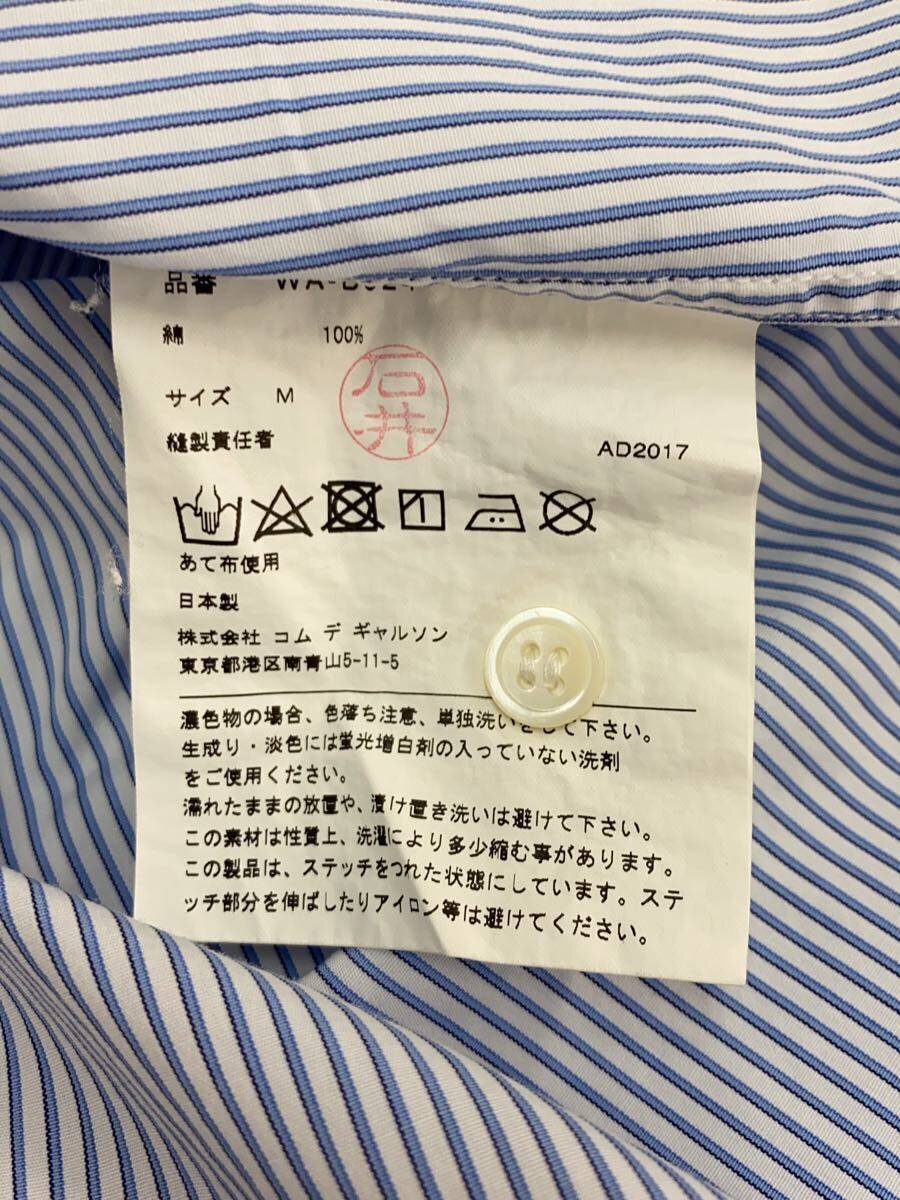 品番
綿 100%
サイズ M
石井
縫製責任者 AD2017
あて布使用
日本製
株式会社 コム デ ギャルソン
東京都港区南青山5-11-5
濃色物の場合、色落ち注意、単独洗いをして下さい。
生成り・淡色には蛍光増白剤の入っていない洗剤
をご使用ください。
濡れたままの放置や、漬け置き洗いは避けて下さい。
この素材は性質上、洗濯により多少縮む事があります。
この製品は、ステッチをつれた状態にしています。ステ
ッチ部分を伸ばしたりアイロン等は避けてください。